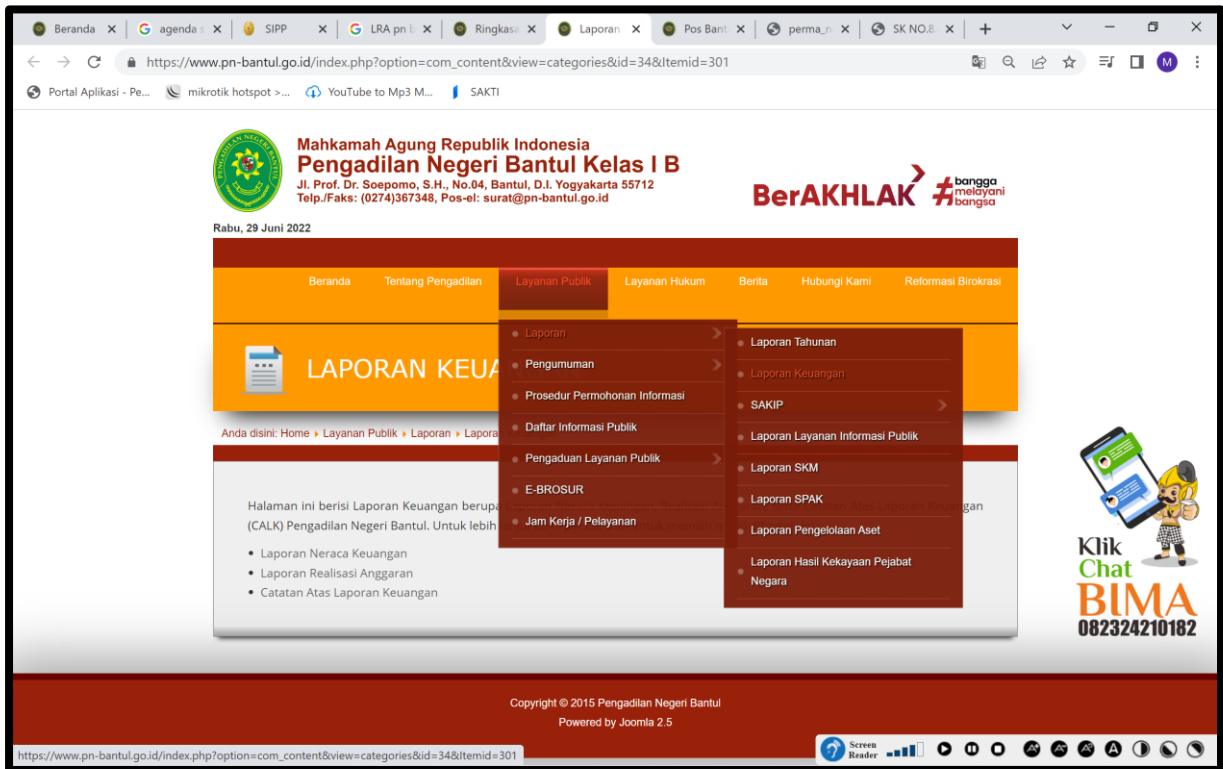 Beranda
agenda s
SIPP
LRA pn b
Ringkasa
Laporan
Pos Bant
perma_n
SK NO.8.
https://www.pn-bantul.go.id/index.php?option=com_content&view=categories&id=34&Itemid=301
M
Portal Aplikasi - Pe...
mikrotik hotspot >...
YouTube to Mp3 M...
SAKTI
Mahkamah Agung Republik Indonesia
Pengadilan Negeri Bantul Kelas I B
Jl. Prof. Dr. Soepomo, S.H., No.04, Bantul, D.I. Yogyakarta 55712
Telp./Faks: (0274)367348, Pos-el: surat@pn-bantul.go.id
BerAKHLAK
#bangga
melayani
bangsa
Rabu, 29 Juni 2022
Beranda
Tentang Pengadilan
Layanan Publik
Layanan Hukum
Berita
Hubungi Kami
Reformasi Birokrasi
LAPORAN KEUA
Anda disini: Home
Layanan Publik
Laporan
Lapora
Laporan
Pengumuman
Prosedur Permohonan Informasi
Daftar Informasi Publik
Pengaduan Layanan Publik
E-BROSUR
Jam Kerja / Pelayanan
Laporan Tahunan
Laporan Keuangan
SAKIP
Laporan Layanan Informasi Publik
Laporan SKM
Laporan SPAK
Laporan Pengelolaan Aset
Laporan Hasil Kekayaan Pejabat
Negara
Halaman ini berisi Laporan Keuangan berupa
gan
(CALK) Pengadilan Negeri Bantul. Untuk lebih
Laporan Neraca Keuangan
Laporan Realisasi Anggaran
Catatan Atas Laporan Keuangan
Klik
Chat
BIMA
082324210182
Copyright © 2015 Pengadilan Negeri Bantul
Powered by Joomla 2.5
https://www.pn-bantul.go.id/index.php?option=com_content&view=categories&id=34&Itemid=301
Screen
Reader